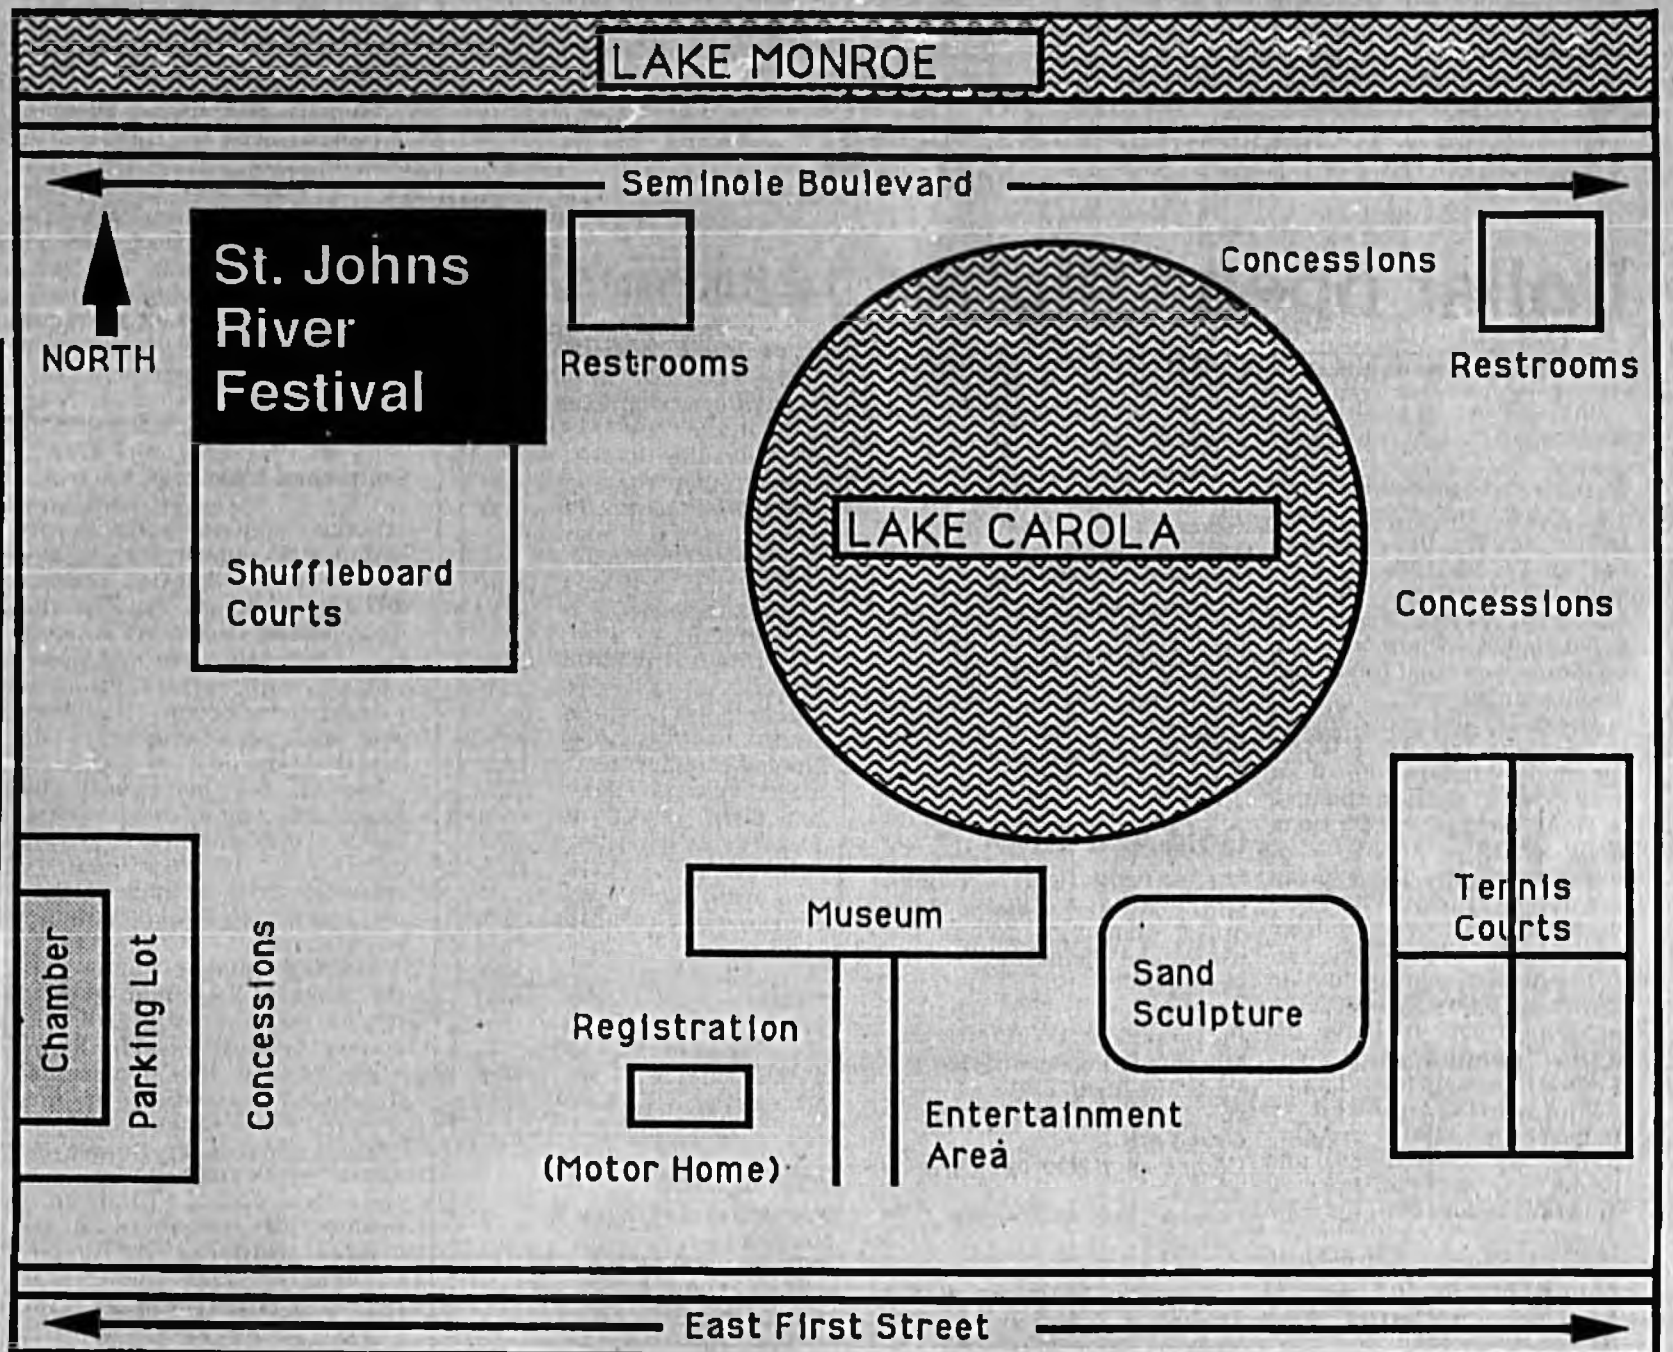 LAKE MONROE
Seminole Boulevard
NORTH
St. Johns
River
Festival
Restrooms
Concessions
Restrooms
LAKE CAROLA
Shuffleboard
Courts
Concessions
Chamber
Parking Lot
Concessions
Museum
Registration
(Motor Home)
Entertainment
Area
Sand
Sculpture
Tennis
Courts
East First Street